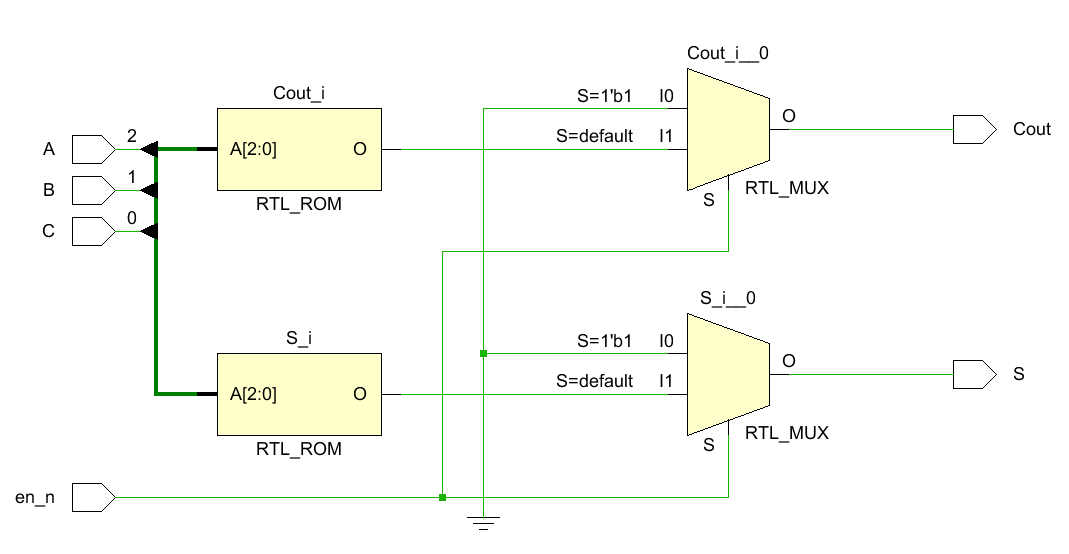 Cout_i__0
Cout_i
S=1'b1 I0
O
Cout
A
2
A[2:0] O
S=default I1
B
1
RTL_ROM
S
RTL_MUX
C
0
S_i__0
S_i
S=1'b1 I0
O
S
A[2:0] O
S=default I1
RTL_ROM
S
RTL_MUX
en_n